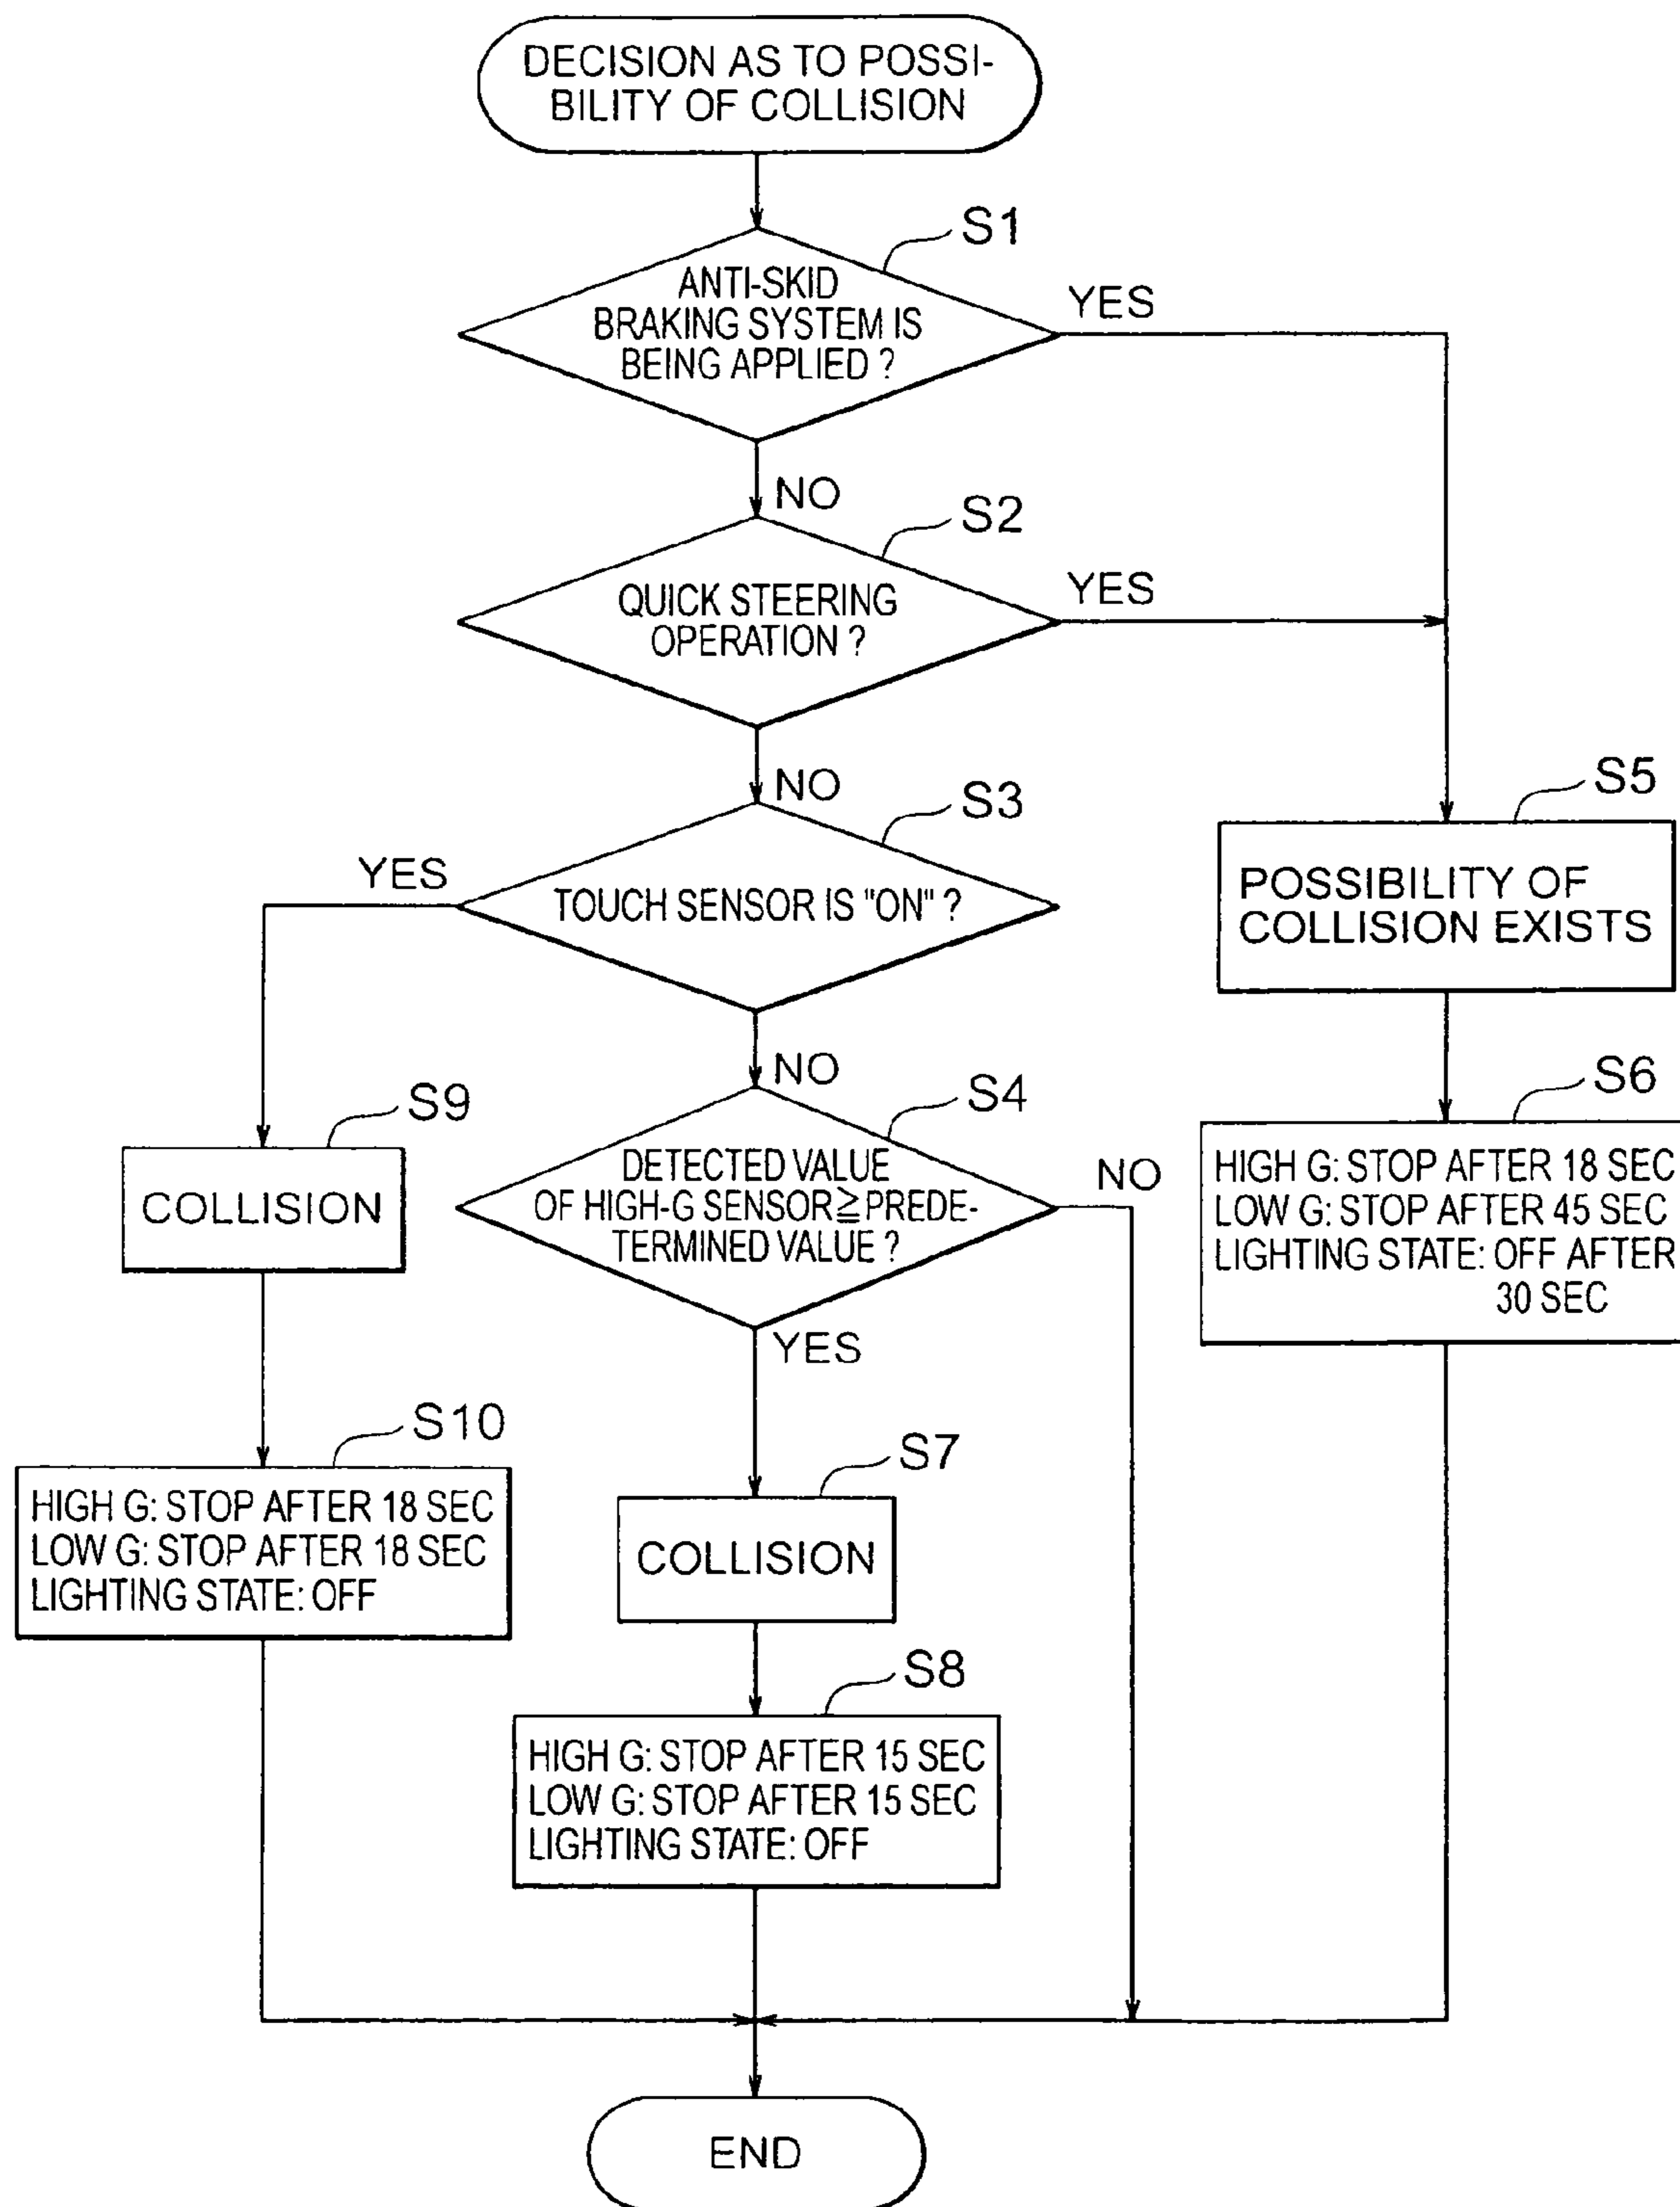 DECISION AS TO POSSI-
BILITY OF COLLISION
S1
ANTI-SKID
BRAKING SYSTEM IS
BEING APPLIED ?
YES
NO
S2
QUICK STEERING
OPERATION ?
YES
NO
S3
TOUCH SENSOR IS "ON" ?
YES
NO
S5
POSSIBILITY OF
COLLISION EXISTS
S6
HIGH G: STOP AFTER 18 SEC
LOW G: STOP AFTER 45 SEC
LIGHTING STATE: OFF AFTER
30 SEC
S4
DETECTED VALUE
OF HIGH-G SENSOR≧PREDE-
TERMINED VALUE ?
NO
YES
S9
COLLISION
S10
HIGH G: STOP AFTER 18 SEC
LOW G: STOP AFTER 18 SEC
LIGHTING STATE: OFF
S7
COLLISION
S8
HIGH G: STOP AFTER 15 SEC
LOW G: STOP AFTER 15 SEC
LIGHTING STATE: OFF
END